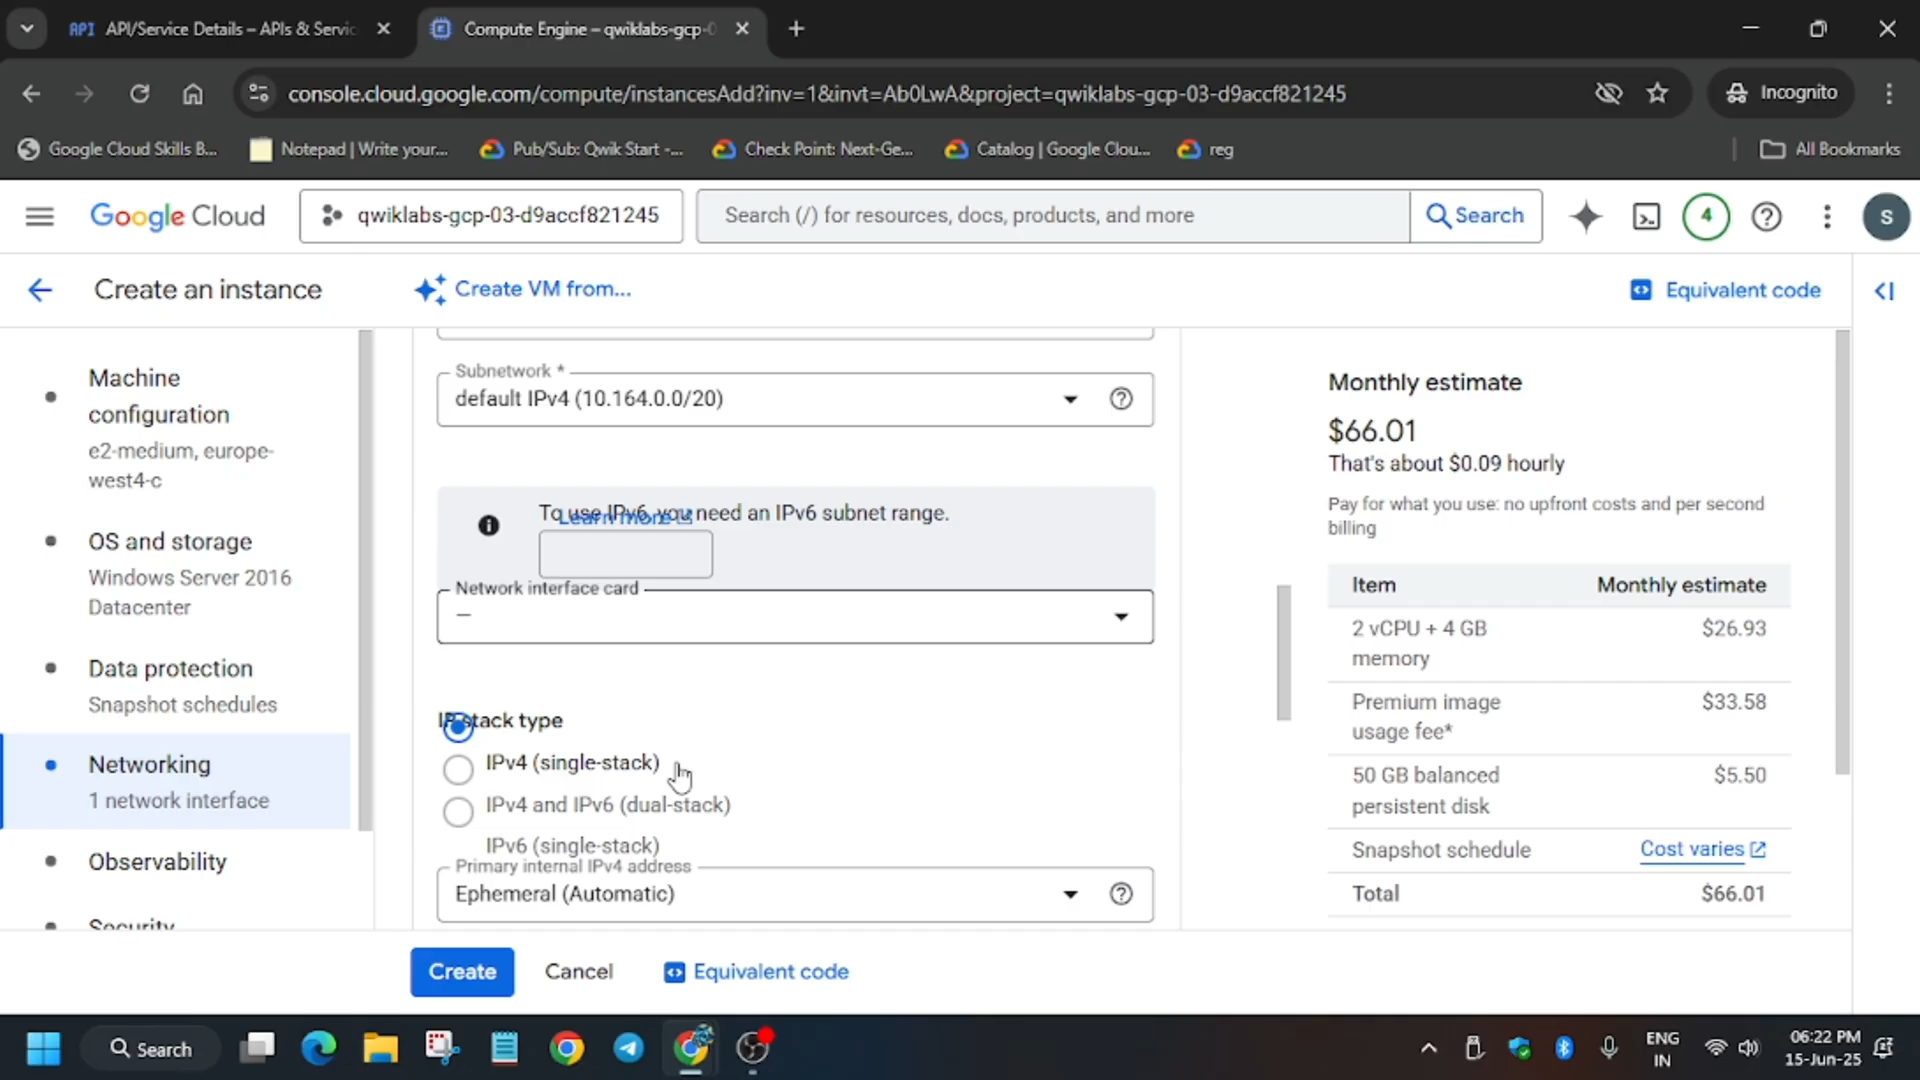 API API/Service Details – APIs & Servic
Compute Engine – qwiklabs-gcp-0
console.cloud.google.com/compute/instancesAdd?inv=1&invt=Ab0LwA&project=qwiklabs-gcp-03-d9accf821245
Incognito
Google Cloud Skills B...
Notepad | Write your...
Pub/Sub: Qwik Start -...
Check Point: Next-Ge...
Catalog | Google Clou...
reg
All Bookmarks
Google Cloud
qwiklabs-gcp-03-d9accf821245
Search (/) for resources, docs, products, and more
Search
4
S
Create an instance
Create VM from...
Equivalent code
Machine
configuration
e2-medium, europe-
west4-c
OS and storage
Windows Server 2016
Datacenter
Data protection
Snapshot schedules
Networking
1 network interface
Observability
Security
Subnetwork *
default IPv4 (10.164.0.0/20)
To use IPv6, you need an IPv6 subnet range.
Learn more
Network interface card
—
IP stack type
IPv4 (single-stack)
IPv4 and IPv6 (dual-stack)
IPv6 (single-stack)
Primary internal IPv4 address
Ephemeral (Automatic)
Monthly estimate
$66.01
That's about $0.09 hourly
Pay for what you use: no upfront costs and per second
billing
Item Monthly estimate
2 vCPU + 4 GB $26.93
memory
Premium image $33.58
usage fee*
50 GB balanced $5.50
persistent disk
Snapshot schedule Cost varies
Total $66.01
Create
Cancel
Equivalent code
Search
ENG
IN
06:22 PM
15-Jun-25